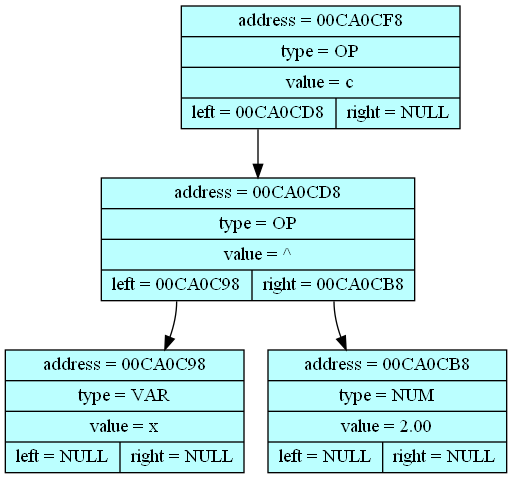 address = 00CA0CF8
type = OP
value = c
left = 00CA0CD8 right = NULL
address = 00CA0CD8
type = OP
value = ^
left = 00CA0C98 right = 00CA0CB8
address = 00CA0C98
type = VAR
value = x
left = NULL right = NULL
address = 00CA0CB8
type = NUM
value = 2.00
left = NULL right = NULL